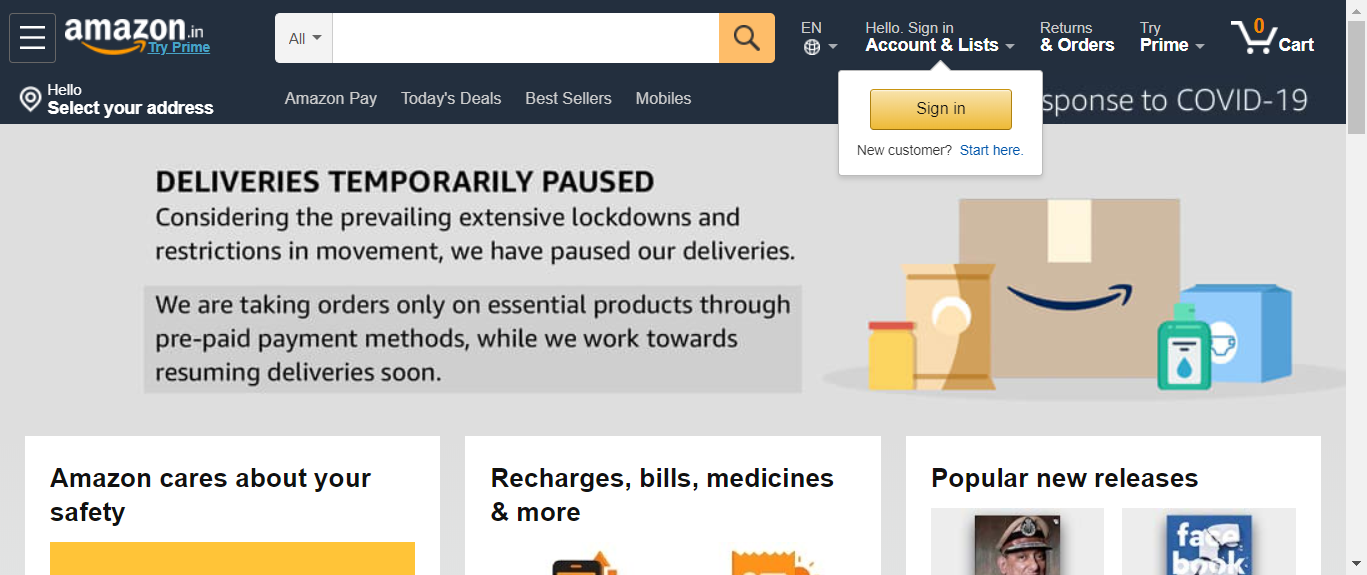 amazon.in
Try Prime
All
EN
Hello. Sign in
Account & Lists
Returns
& Orders
Try
Prime
0
Cart
Hello
Select your address
Amazon Pay
Today's Deals
Best Sellers
Mobiles
sponse to COVID-19
Sign in
New customer? Start here.
DELIVERIES TEMPORARILY PAUSED
Considering the prevailing extensive lockdowns and
restrictions in movement, we have paused our deliveries.
We are taking orders only on essential products through
pre-paid payment methods, while we work towards
resuming deliveries soon.
Amazon cares about your
safety
Recharges, bills, medicines
& more
Popular new releases
face
book